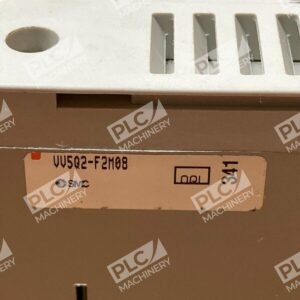 VV5Q2-F2M08
SMC
341
PLC MACHINERY